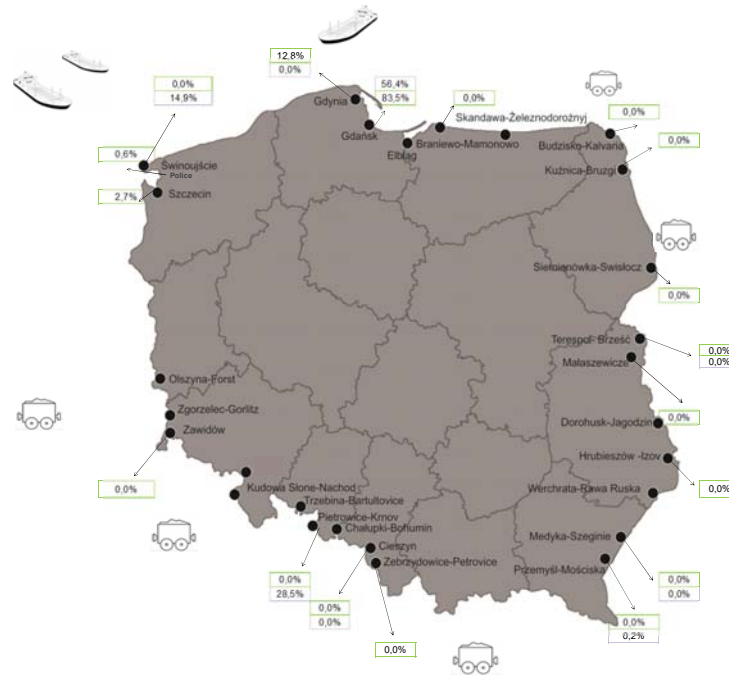 12,8%
0,0%
0,0%
14,9%
56,4%
83,5%
0,0%
Gdynia
Skandawa-Żeleznodorożnyj
0,0%
Gdańsk
Braniewo-Mamonowo
Budzisko-Kalvaria
0,0%
Elbląg
0,6%
Świnoujście
Police
Kuźnica-Bruzgi
2,7%
Szczecin
Siemianówka-Swisłocz
0,0%
Terespol- Brześć
0,0%
0,0%
Małaszewicze
Olszyna-Forst
Zgorzelec-Gorlitz
0,0%
Dorohusk-Jagodzin
Zawidów
Hrubieszów -Izov
0,0%
Kudowa Słone-Nachod
0,0%
Werchrata-Rawa Ruska
Trzebina-Bartultovice
Pietrowice-Krnov
Chałupki-Bohumin
Medyka-Szeginie
Cieszyn
Zebrzydowice-Petrovice
Przemyśl-Mościska
0,0%
28,5%
0,0%
0,0%
0,0%
0,0%
0,0%
0,2%
0,0%